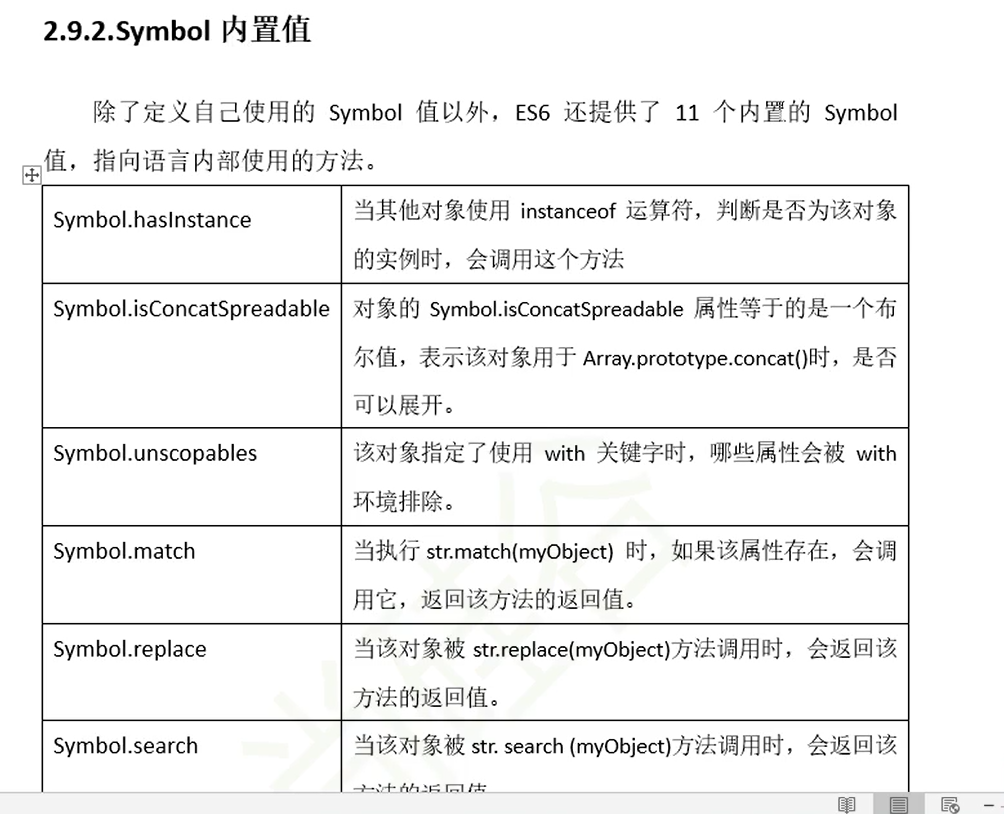 2.9.2.Symbol 内置值
除了定义自己使用的 Symbol 值以外，ES6 还提供了 11 个内置的 Symbol
值，指向语言内部使用的方法。
Symbol.hasInstance
当其他对象使用 instanceof 运算符，判断是否为该对象
的实例时，会调用这个方法
Symbol.isConcatSpreadable
对象的 Symbol.isConcatSpreadable 属性等于的是一个布
尔值，表示该对象用于 Array.prototype.concat()时，是否
可以展开。
Symbol.unscopables
该对象指定了使用 with 关键字时，哪些属性会被 with
环境排除。
Symbol.match
当执行 str.match(myObject) 时，如果该属性存在，会调
用它，返回该方法的返回值。
Symbol.replace
当该对象被 str.replace(myObject)方法调用时，会返回该
方法的返回值。
Symbol.search
当该对象被 str. search (myObject)方法调用时，会返回该
方法的返回值